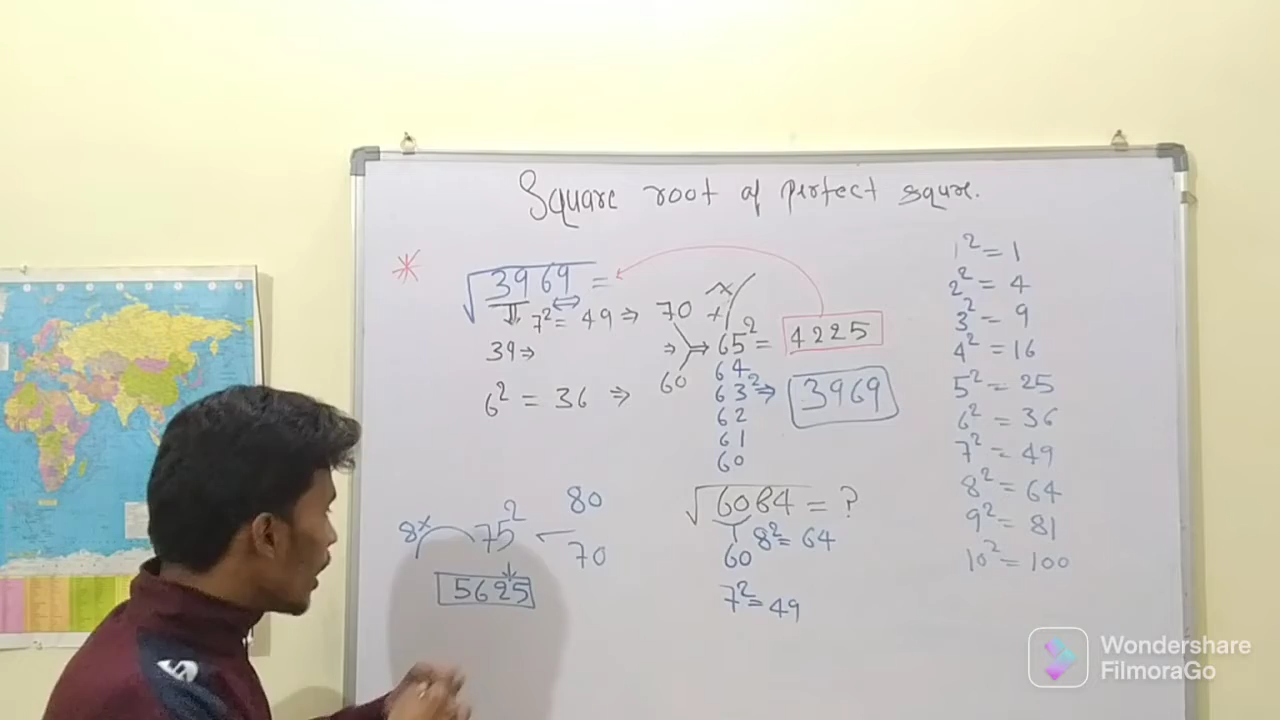 Square root of perfect squre.
*
√3969 =
7² = 49 ⇒ 70
39 ⇒
6² = 36 ⇒ 60
65² = 4225
64
63² ⇒ 3969
62
61
60
80
8× 75²
70
5625
√6084 = ?
60 8² = 64
7² = 49
1² = 1
2² = 4
3² = 9
4² = 16
5² = 25
6² = 36
7² = 49
8² = 64
9² = 81
10² = 100
Wondershare
FilmoraGo